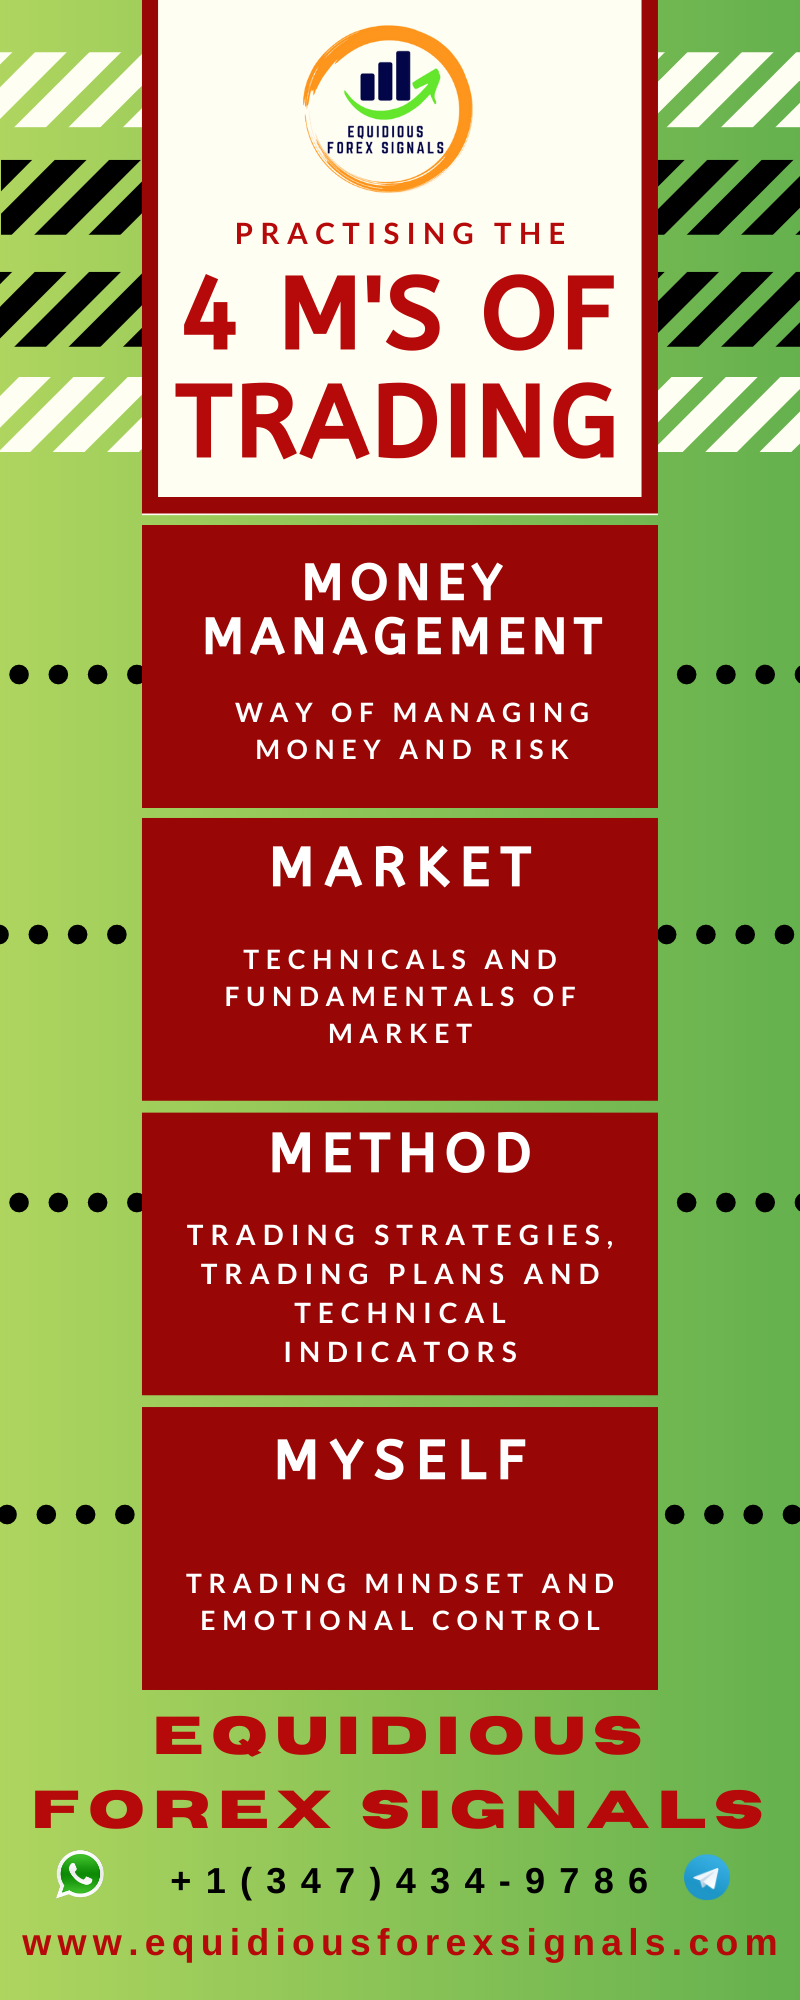 EQUIDIOUS
FOREX SIGNALS
PRACTISING THE
4 M'S OF
TRADING
MONEY
MANAGEMENT
WAY OF MANAGING
MONEY AND RISK
MARKET
TECHNICALS AND
FUNDAMENTALS OF
MARKET
METHOD
TRADING STRATEGIES,
TRADING PLANS AND
TECHNICAL
INDICATORS
MYSELF
TRADING MINDSET AND
EMOTIONAL CONTROL
EQUIDIOUS
FOREX SIGNALS
+1(347)434-9786
www.equidiousforexsignals.com